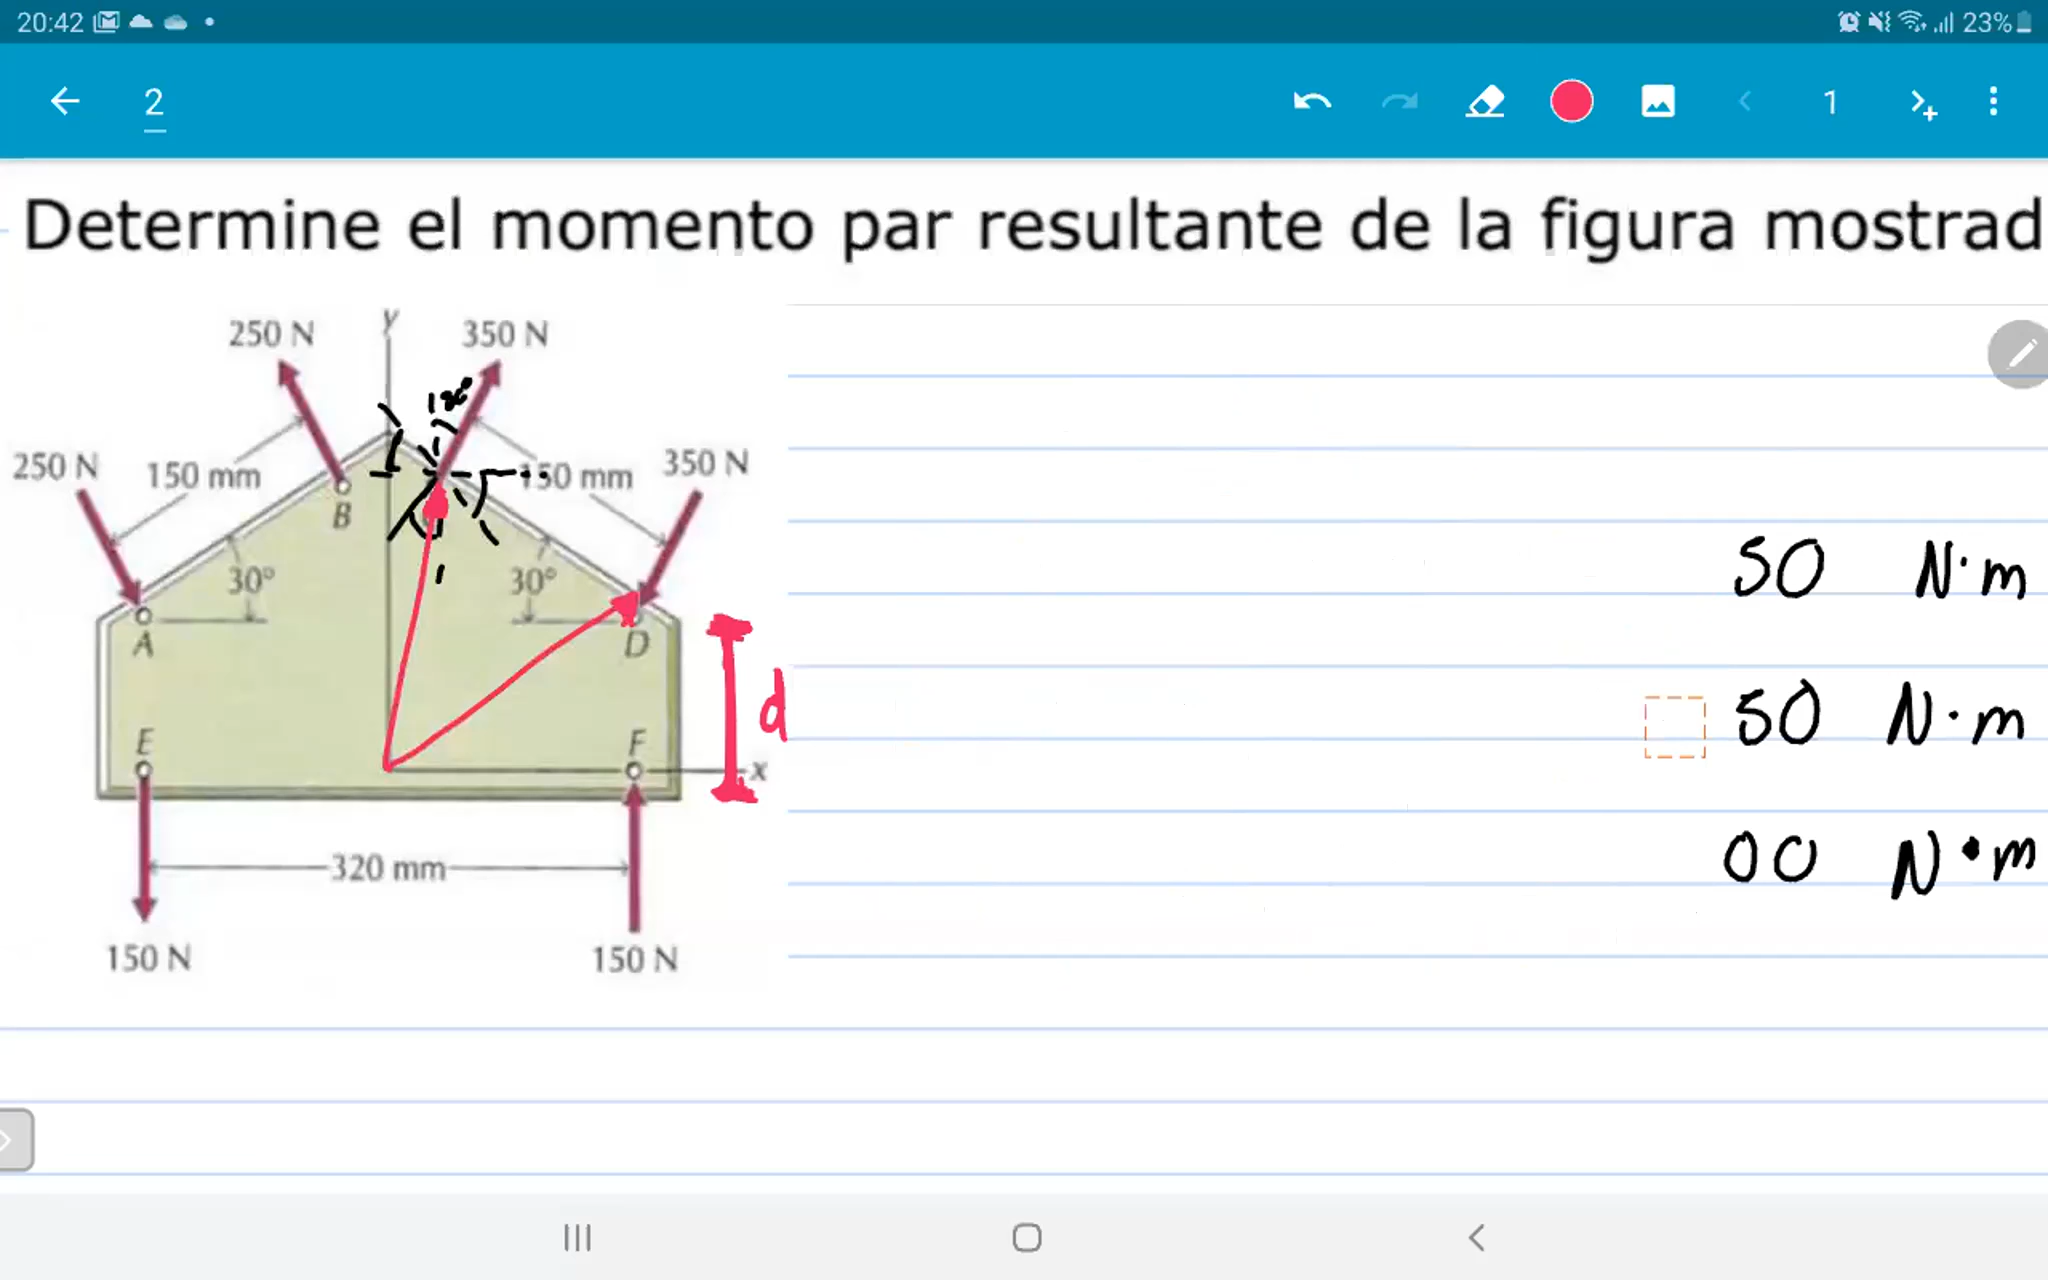 20:42
23%
2
1
Determine el momento par resultante de la figura mostrad
250 N
y
350 N
250 N
150 mm
150 mm
350 N
B
30°
30°
A
D
d
E
F
x
320 mm
150 N
150 N
50 N·m
50 N·m
00 N·m